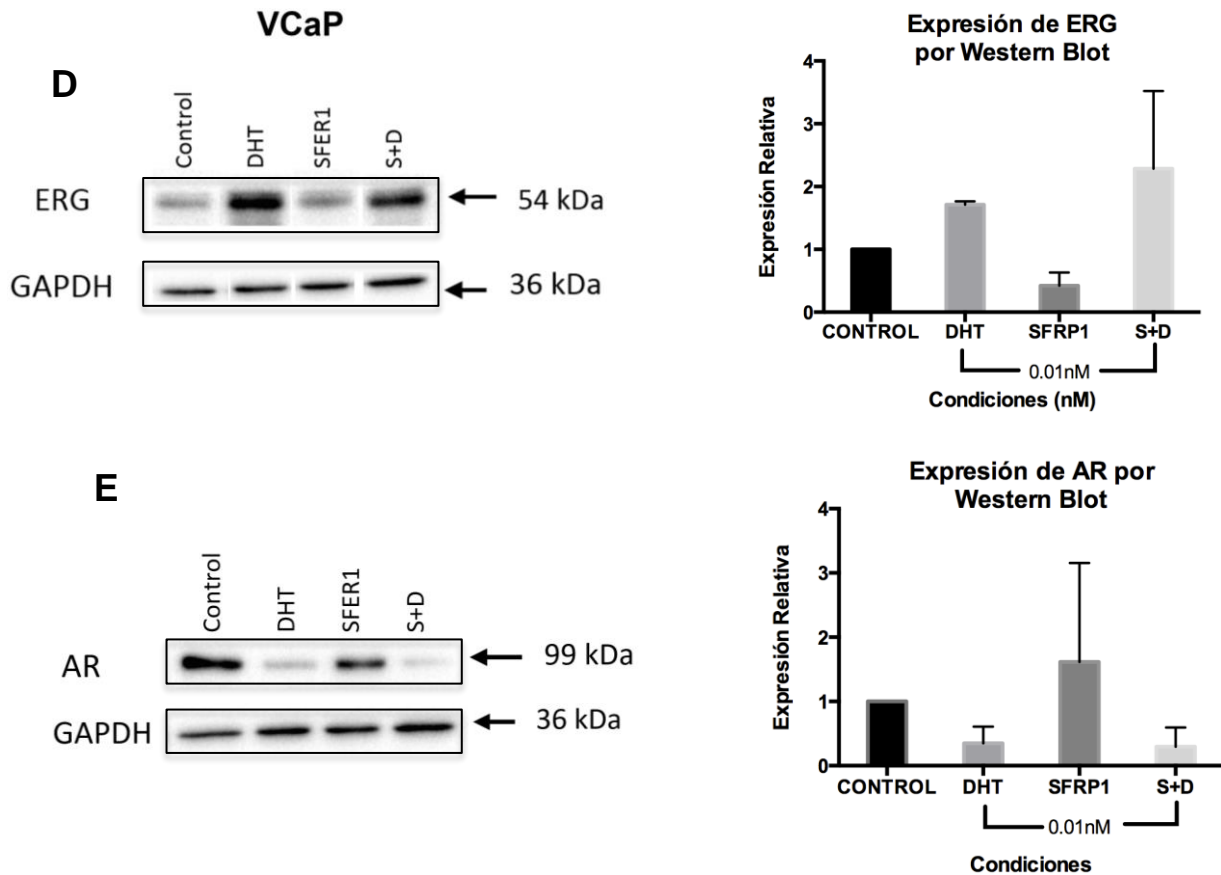 VCaP
D
Control
DHT
SFER1
S+D
ERG
54 kDa
GAPDH
36 kDa
Expresión de ERG
por Western Blot
Expresión Relativa
4
3
2
1
0
CONTROL DHT SFRP1 S+D
0.01nM
Condiciones (nM)
E
Control
DHT
SFER1
S+D
AR
99 kDa
GAPDH
36 kDa
Expresión de AR por
Western Blot
Expresión Relativa
4
3
2
1
0
CONTROL DHT SFRP1 S+D
0.01nM
Condiciones